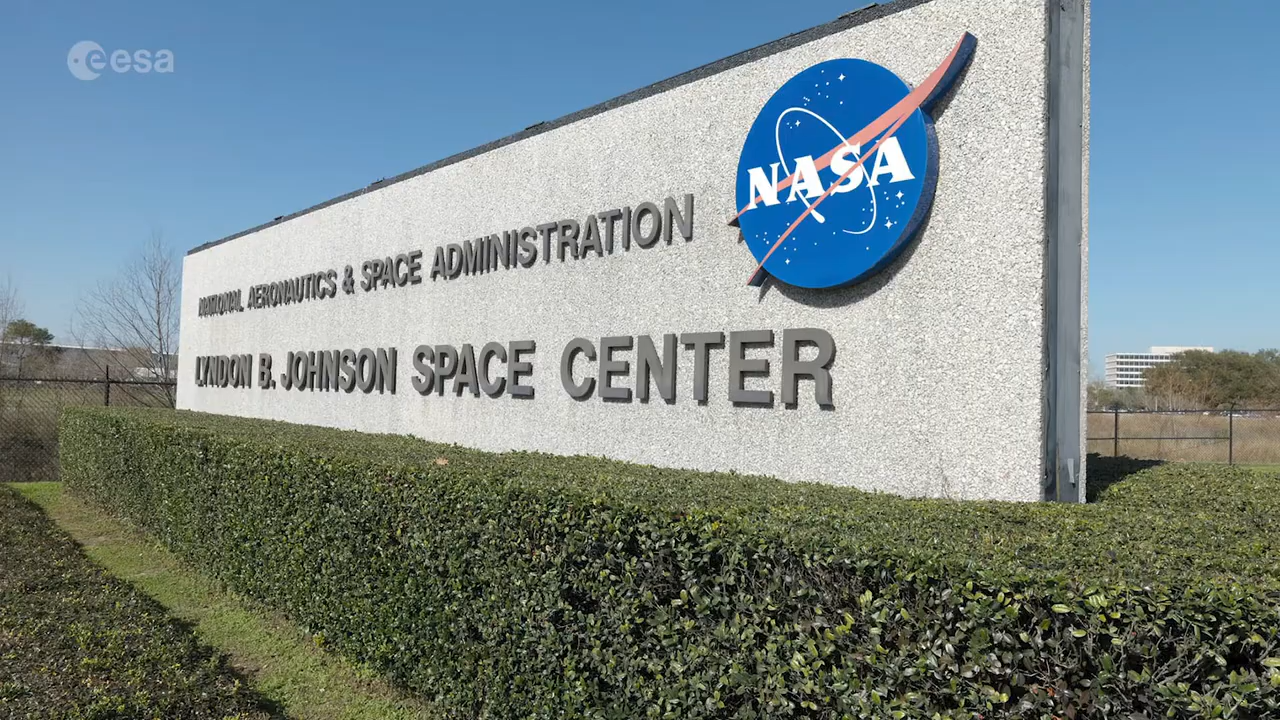 esa
NASA
NATIONAL AERONAUTICS & SPACE ADMINISTRATION
LYNDON B. JOHNSON SPACE CENTER